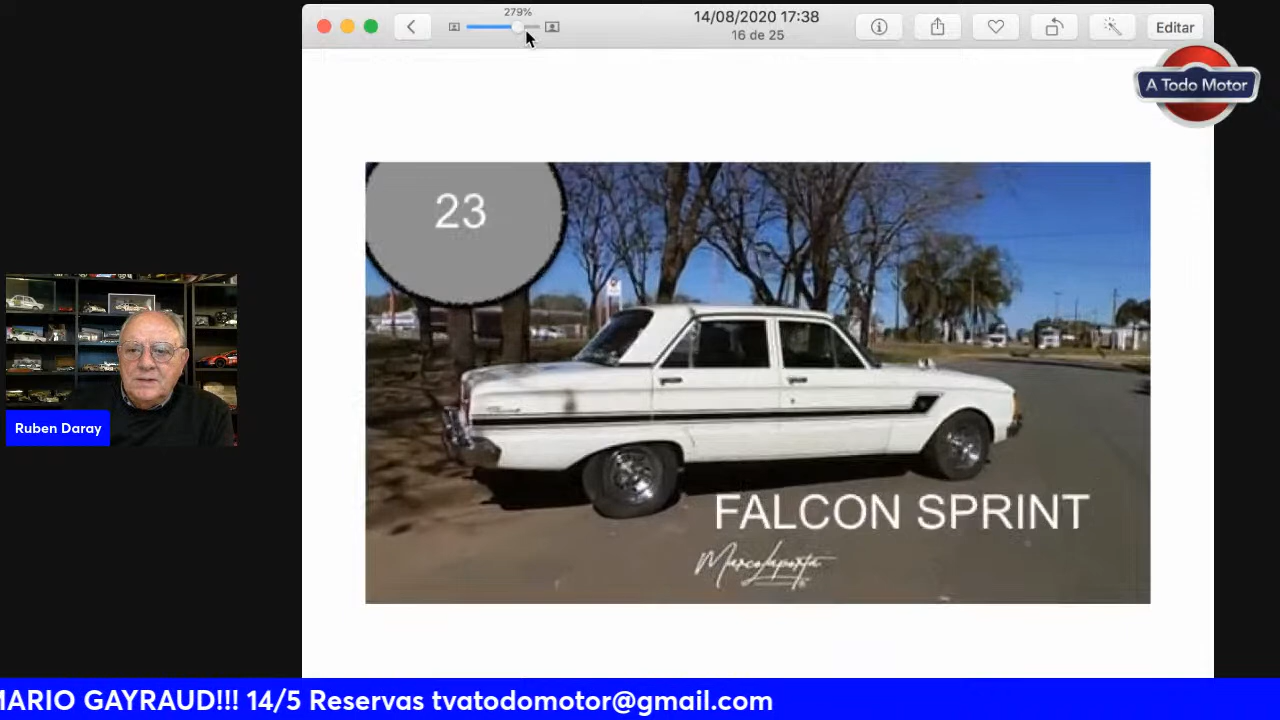 279%
14/08/2020 17:38
16 de 25
Editar
A Todo Motor
23
Ruben Daray
FALCON SPRINT
MarcoLaporta
MARIO GAYRAUD!!! 14/5 Reservas tvatodomotor@gmail.com